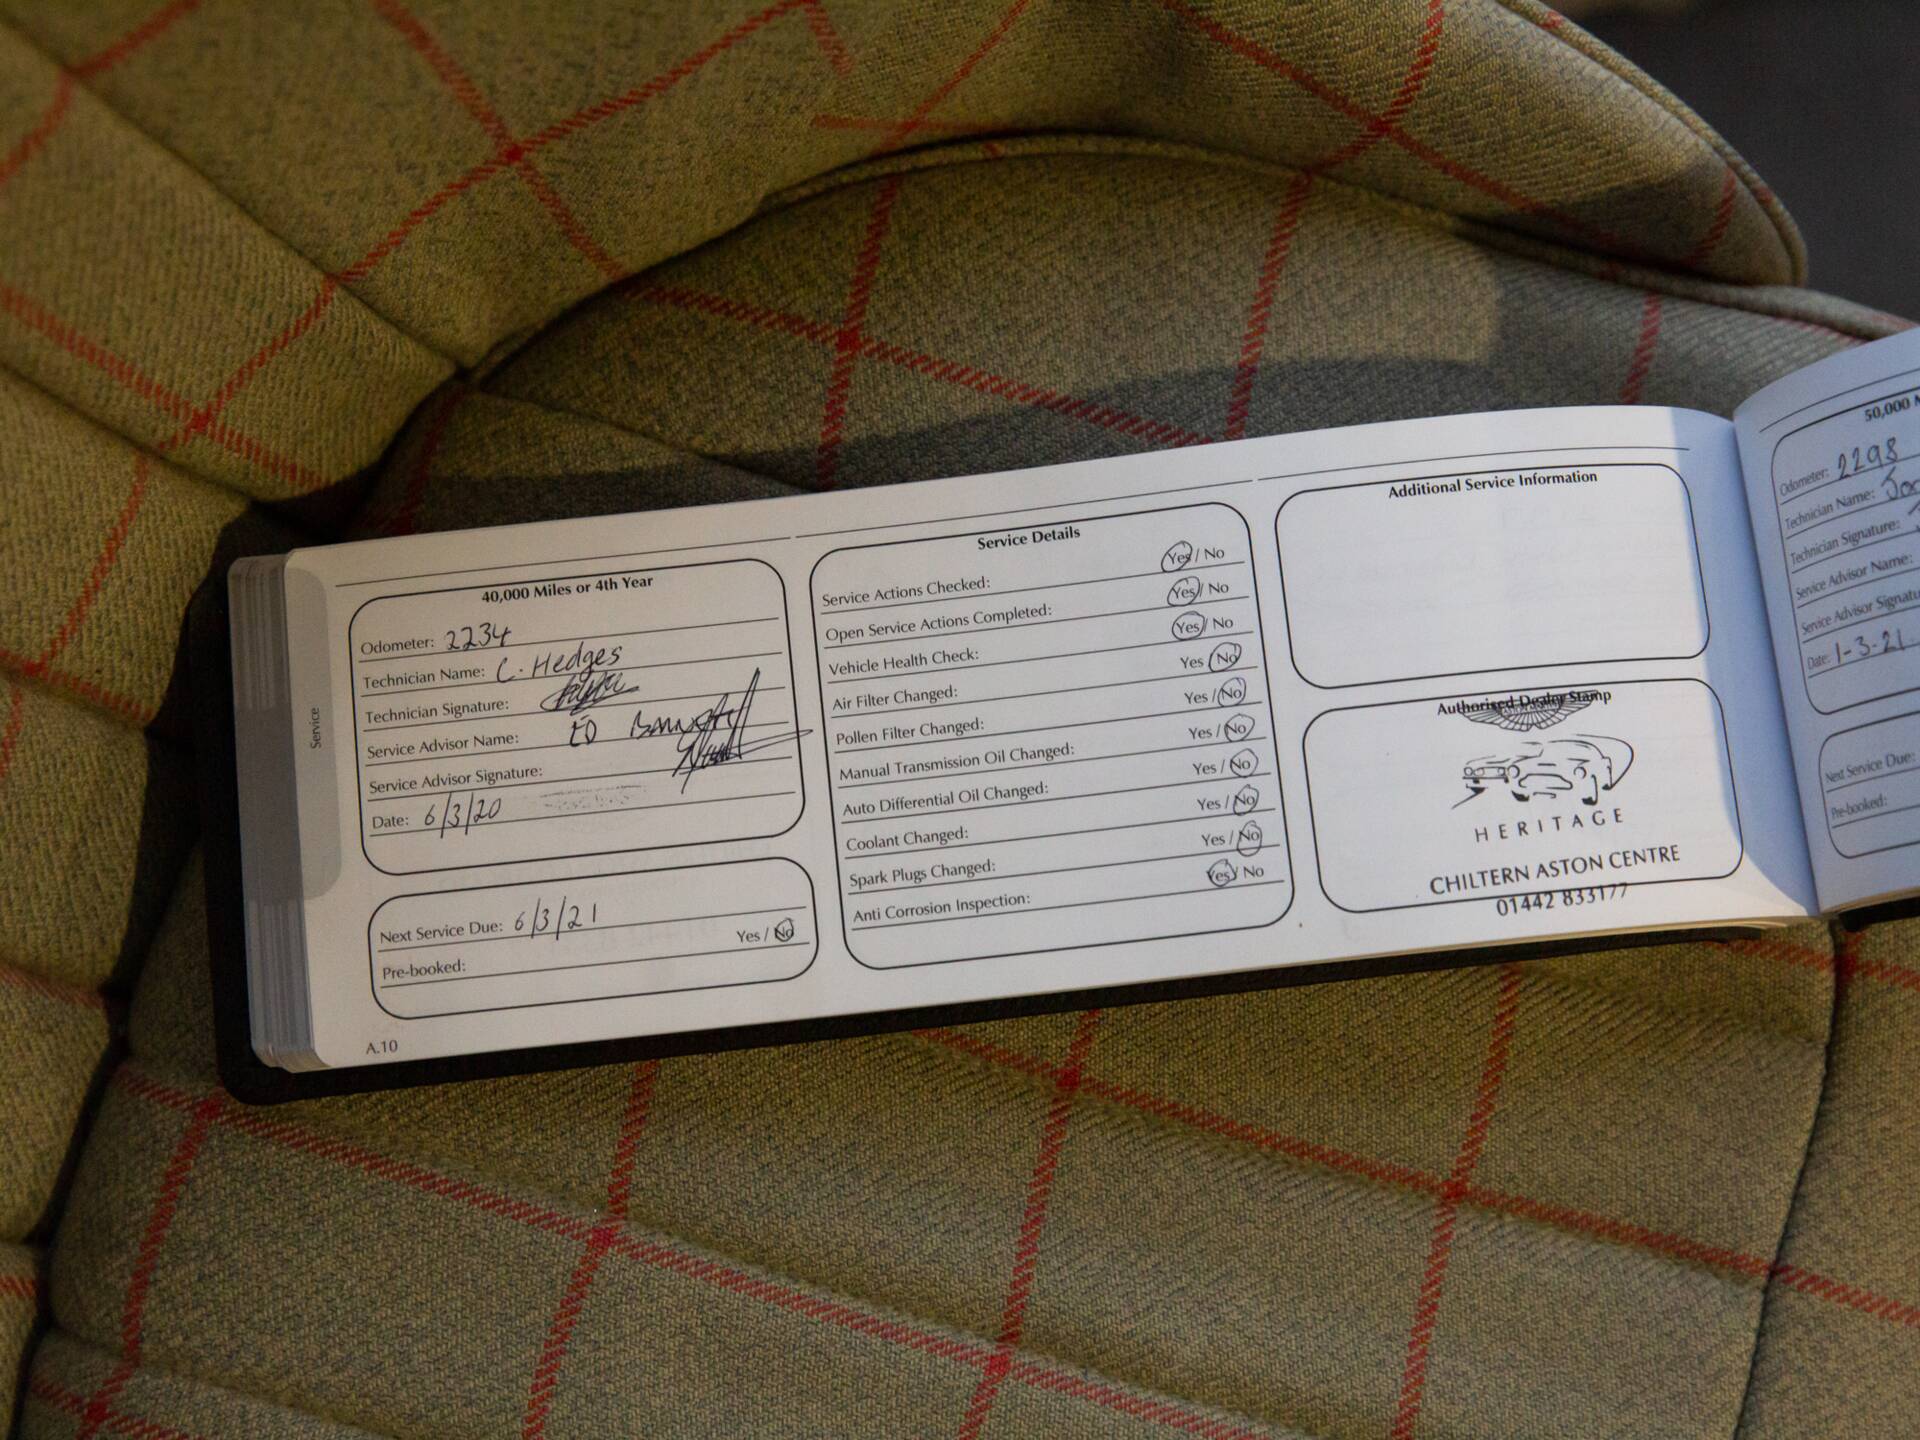 Service
40,000 Miles or 4th Year
Odometer: 2234
Technician Name: C. Hedges
Technician Signature:
Service Advisor Name: ED
Service Advisor Signature:
Date: 6/3/20
Next Service Due: 6/3/21
Pre-booked: Yes / No
A.10
Service Details
Service Actions Checked: Yes / No
Open Service Actions Completed: Yes / No
Vehicle Health Check: Yes / No
Air Filter Changed: Yes / No
Pollen Filter Changed: Yes / No
Manual Transmission Oil Changed: Yes / No
Auto Differential Oil Changed: Yes / No
Coolant Changed: Yes / No
Spark Plugs Changed: Yes / No
Anti Corrosion Inspection: Yes / No
Additional Service Information
Authorised Dealer Stamp
HERITAGE
CHILTERN ASTON CENTRE
01442 833177
50,000
Odometer: 2298
Technician Name:
Technician Signature:
Service Advisor Name:
Service Advisor
Date: 1-3-21
Next Service Due:
Pre-booked: